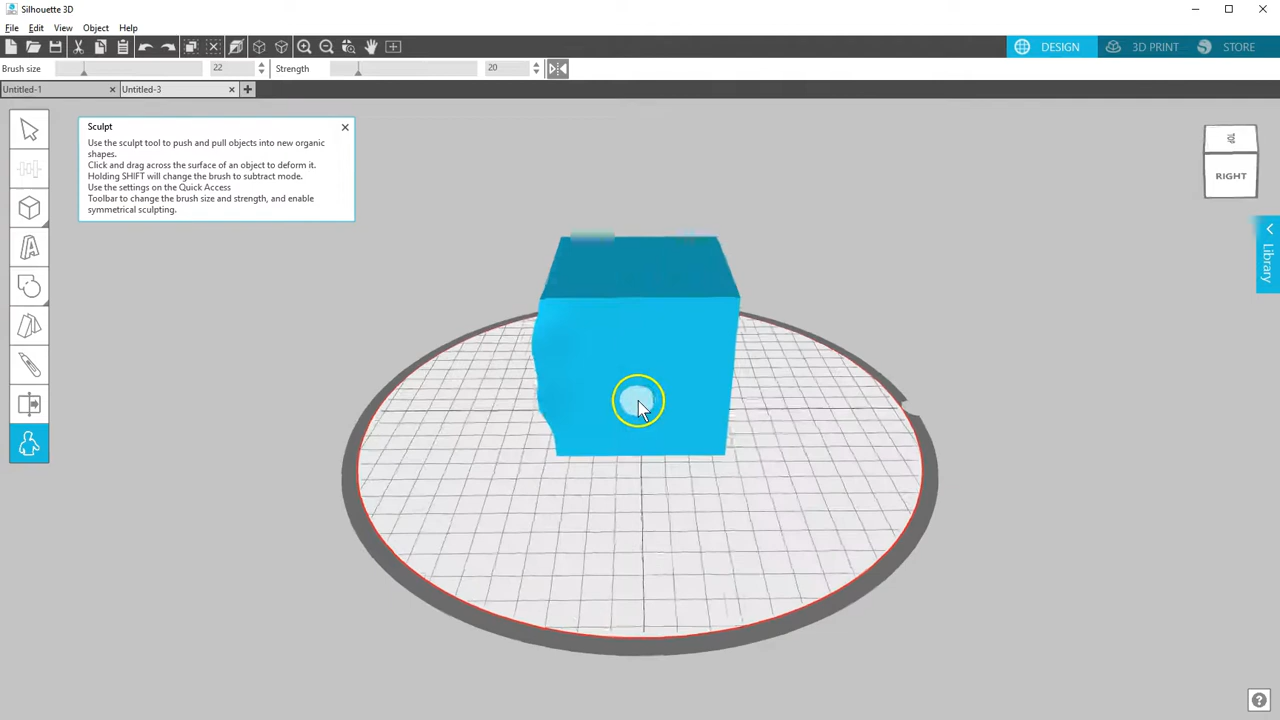 Silhouette 3D
File Edit View Object Help
DESIGN 3D PRINT STORE
Brush size 22 Strength 20
Untitled-1 Untitled-3
Sculpt
Use the sculpt tool to push and pull objects into new organic
shapes.
Click and drag across the surface of an object to deform it.
Holding SHIFT will change the brush to subtract mode.
Use the settings on the Quick Access
Toolbar to change the brush size and strength, and enable
symmetrical sculpting.
TOP
RIGHT
Library